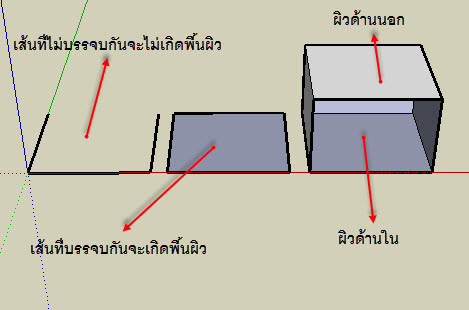 ผิวด้านนอก
เส้นที่ไม่บรรจบกันจะไม่เกิดพื้นผิว
เส้นที่บรรจบกันจะเกิดพื้นผิว
ผิวด้านใน